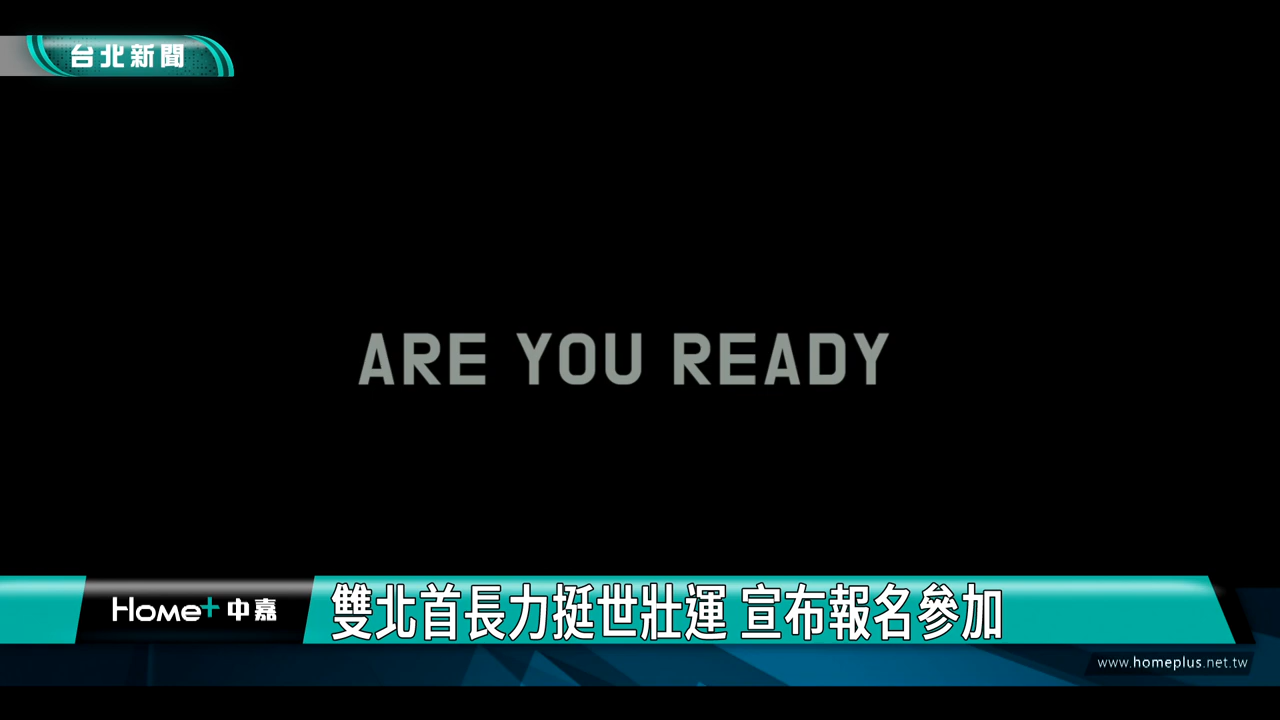 台北新聞
ARE YOU READY
Home+中嘉
雙北首長力挺世壯運 宣布報名參加
www.homeplus.net.tw